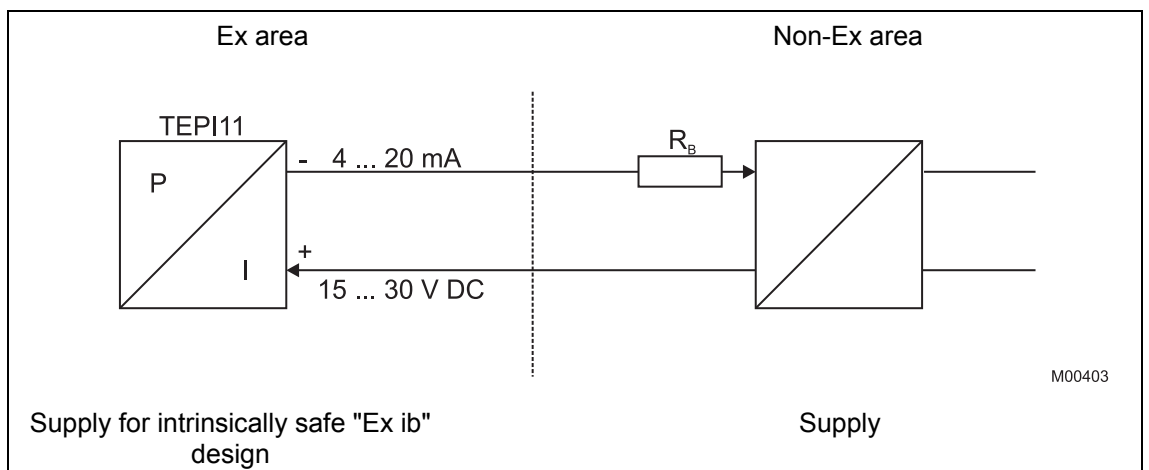 Ex area
Non-Ex area
TEPI11
- 4 ... 20 mA
R_B
P
I
+
15 ... 30 V DC
M00403
Supply for intrinsically safe "Ex ib"
design
Supply